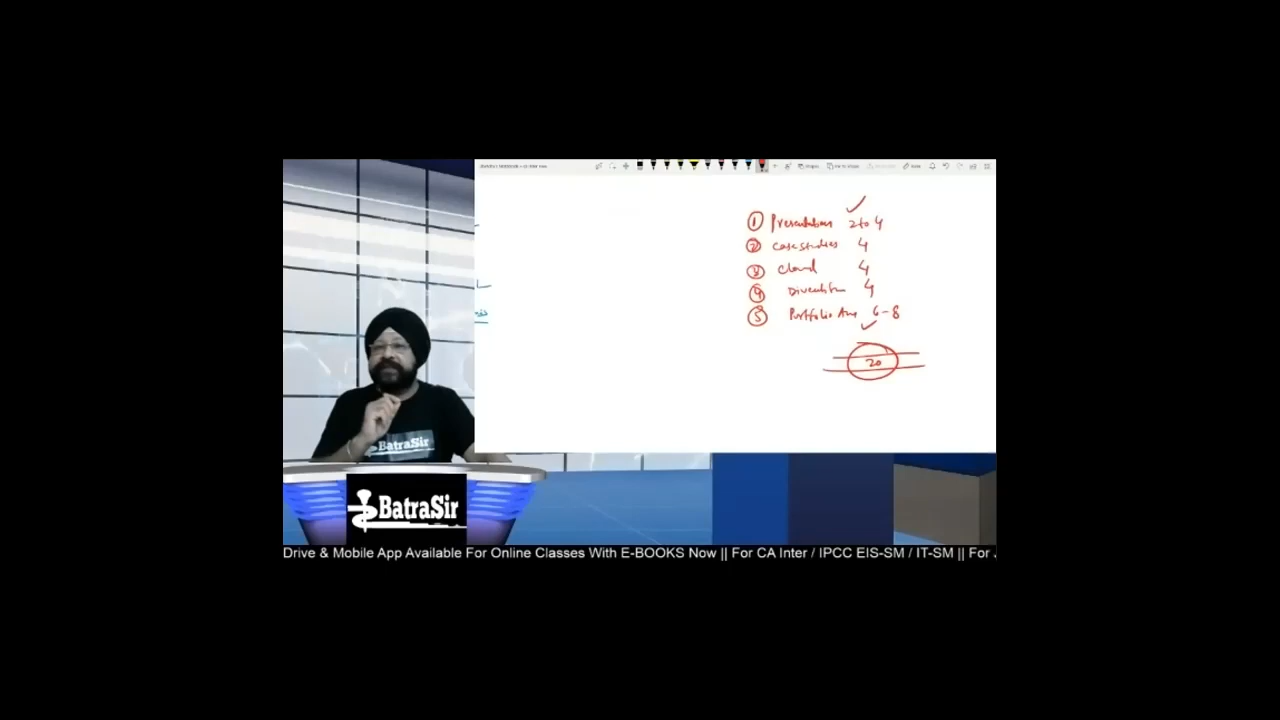 ① Presentations 2 to 4
② Case studies 4
③ Cloud 4
④ 4
⑤ Portfolio Ana 6-8
20
BatraSir
BatraSir
Drive & Mobile App Available For Online Classes With E-BOOKS Now || For CA Inter / IPCC EIS-SM / IT-SM || For